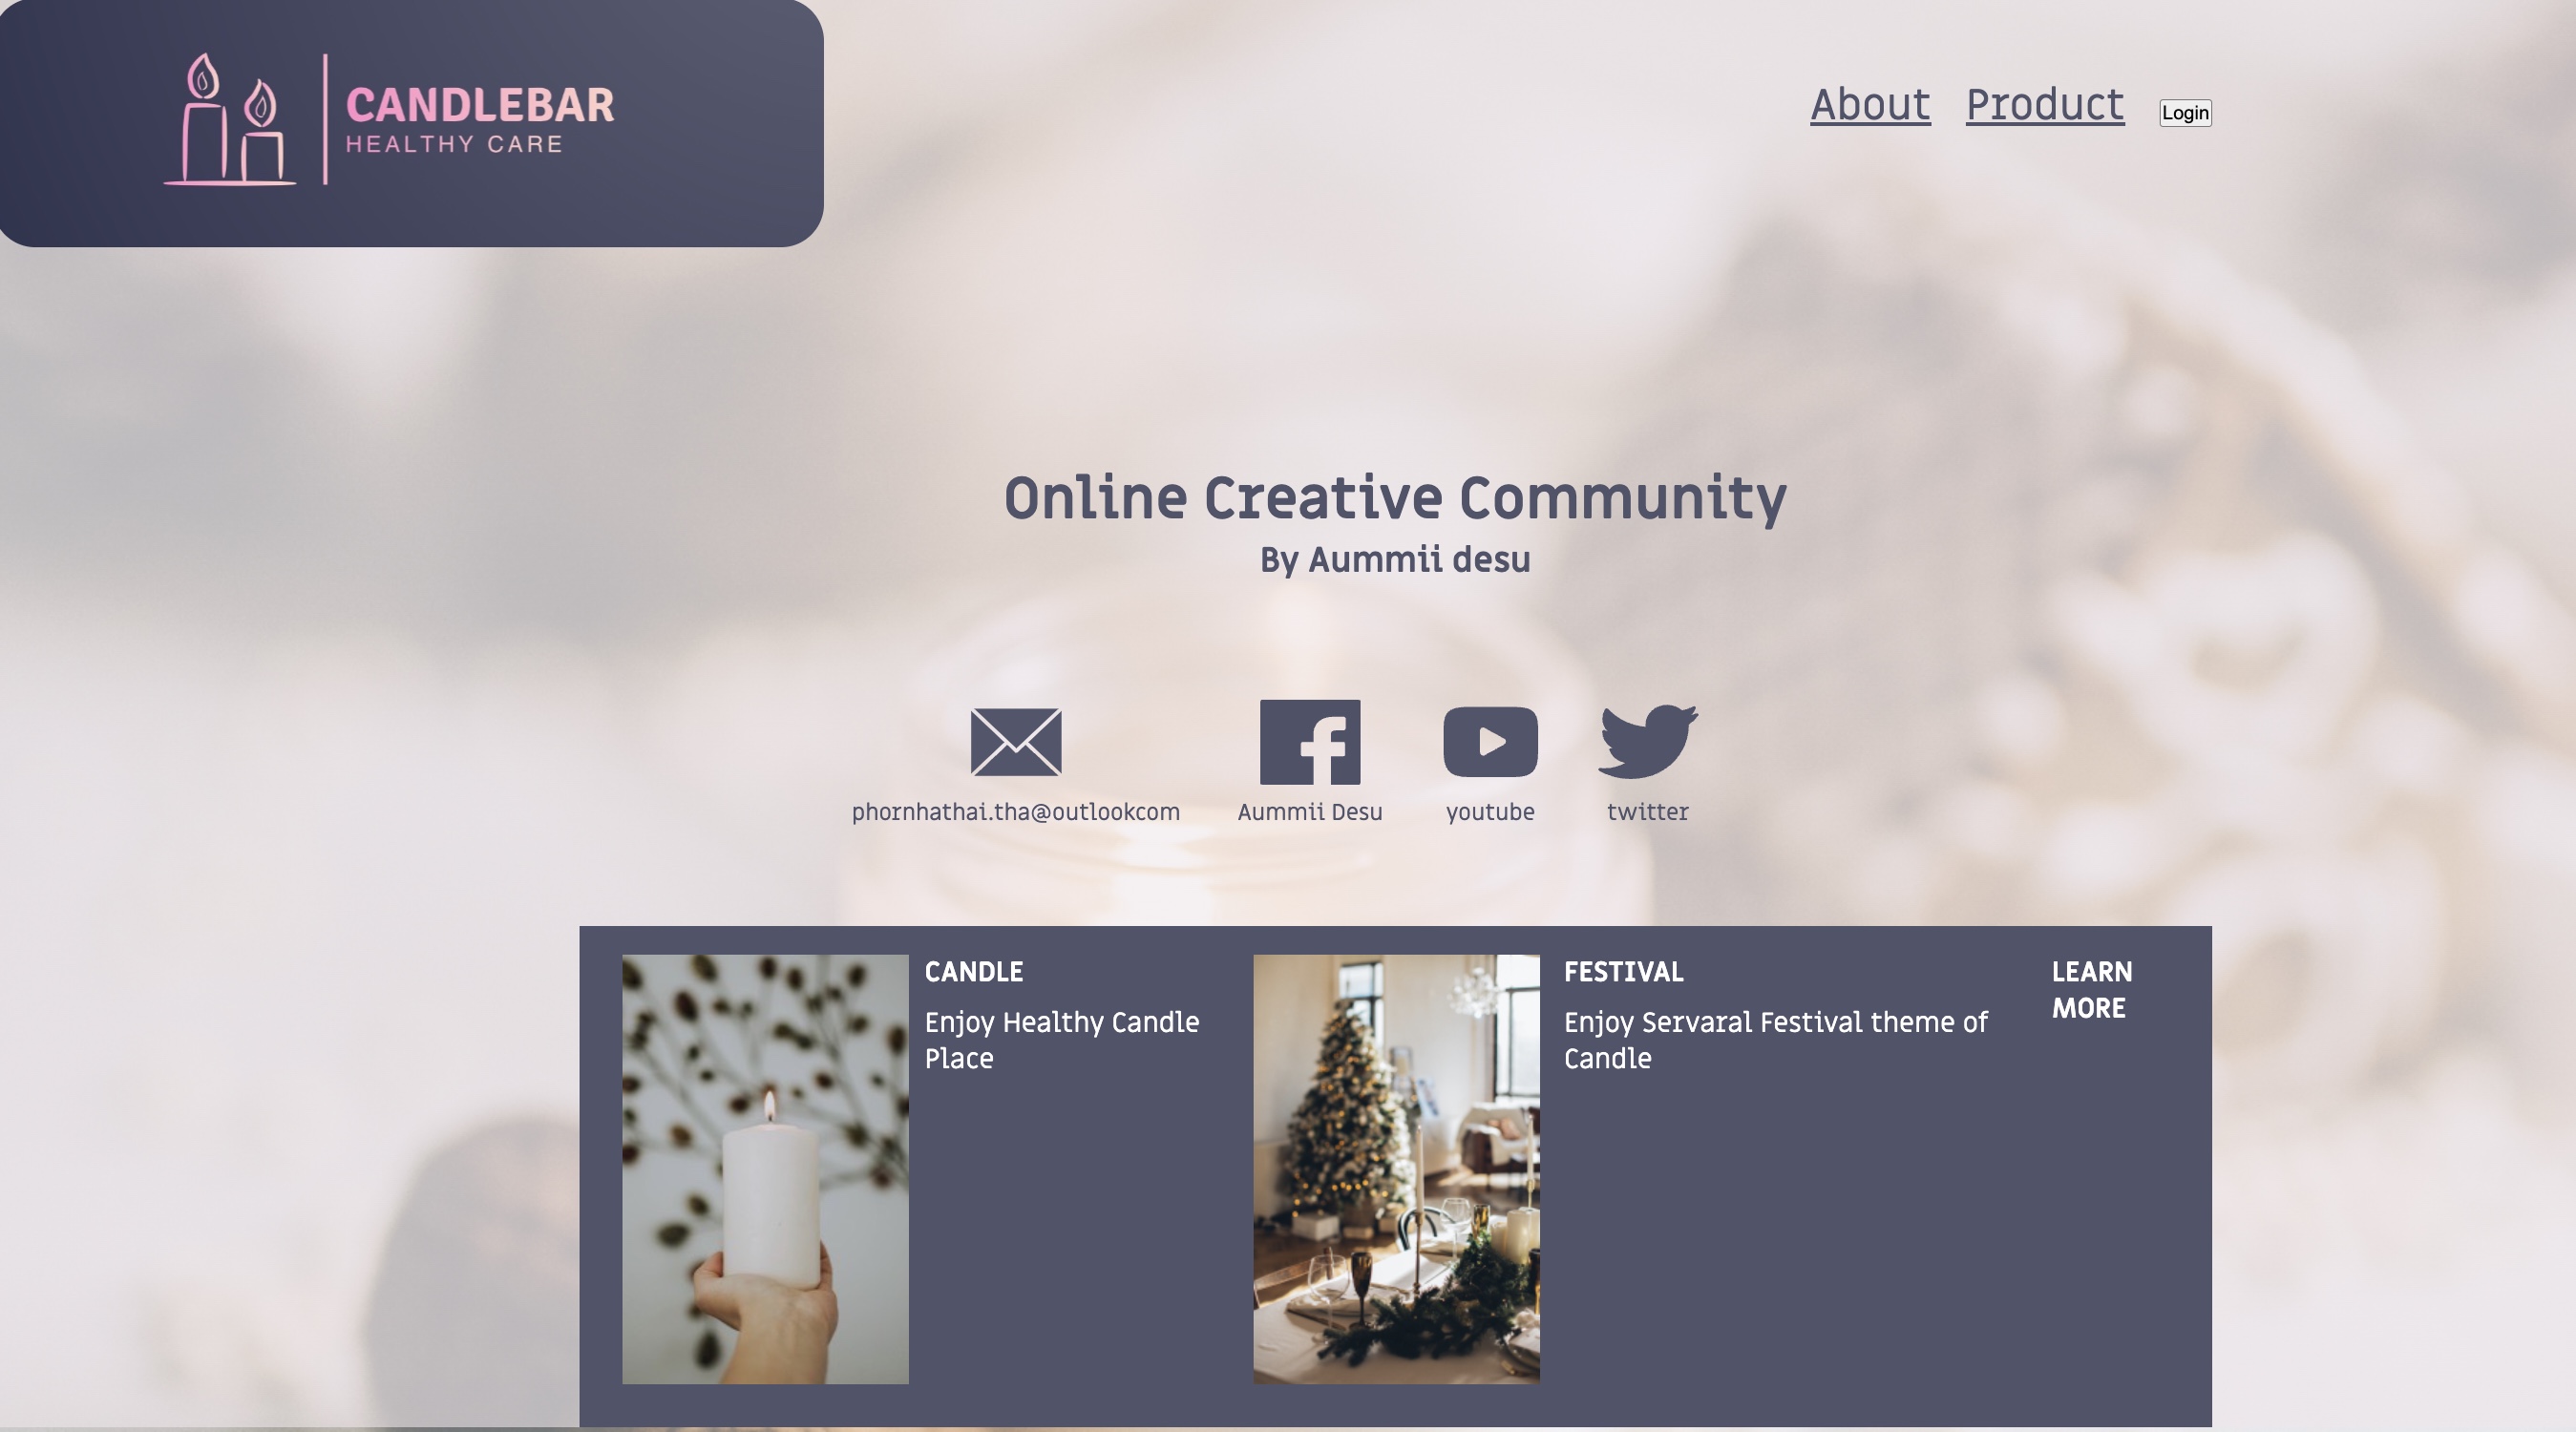 CANDLEBAR
HEALTHY CARE
About Product Login
Online Creative Community
By Aummii desu
phornhathai.tha@outlookcom
Aummii Desu
youtube
twitter
CANDLE
Enjoy Healthy Candle
Place
FESTIVAL
Enjoy Servaral Festival theme of
Candle
LEARN
MORE